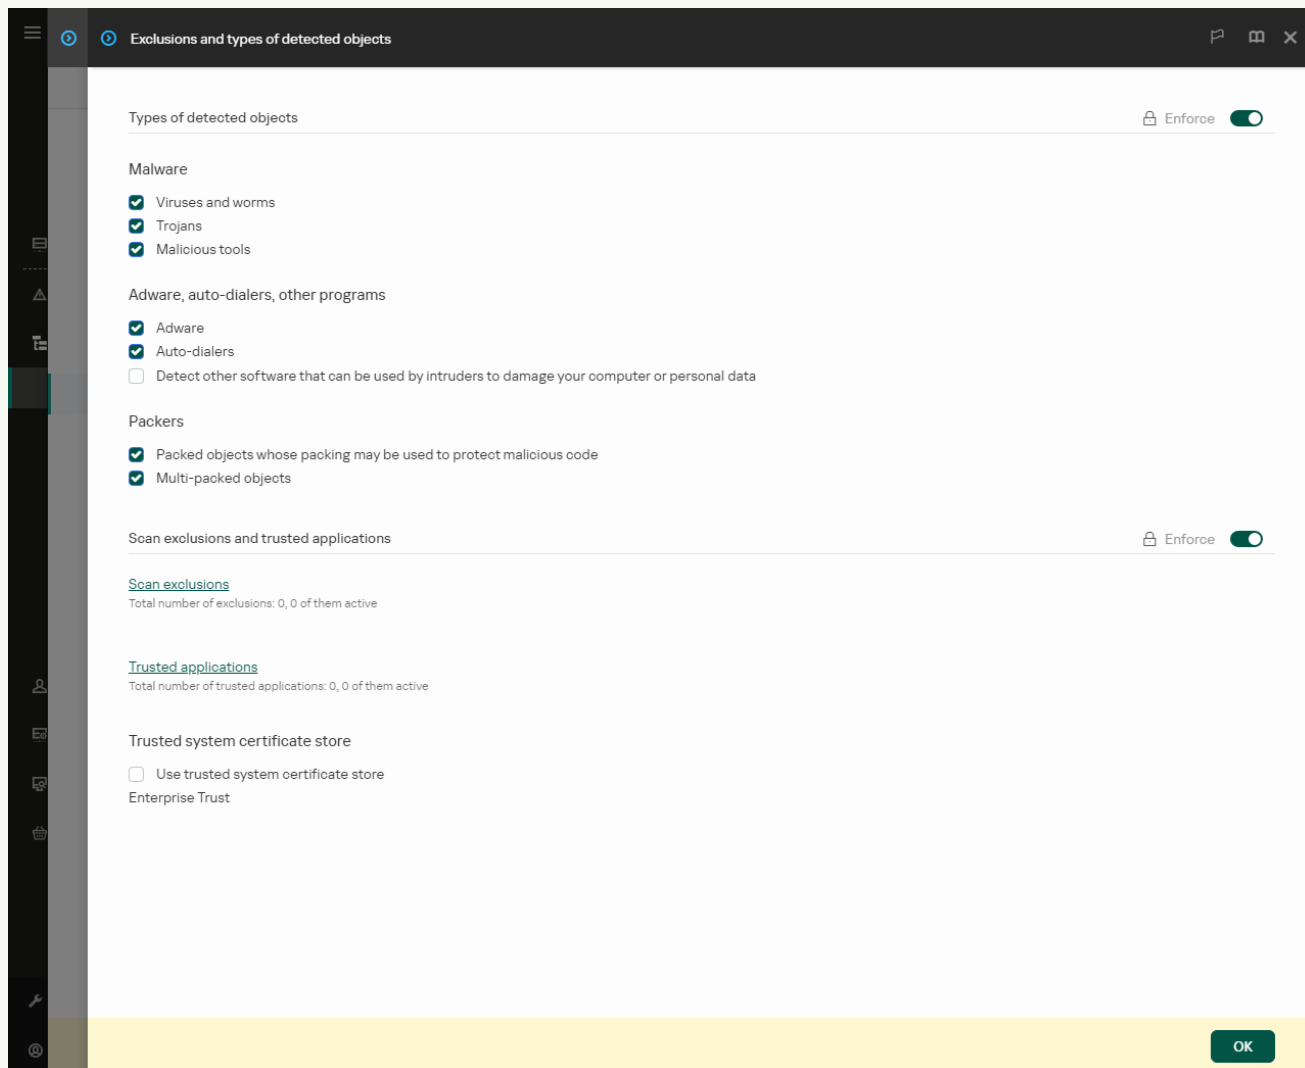 Exclusions and types of detected objects
Types of detected objects
Enforce
Malware
Viruses and worms
Trojans
Malicious tools
Adware, auto-dialers, other programs
Adware
Auto-dialers
Detect other software that can be used by intruders to damage your computer or personal data
Packers
Packed objects whose packing may be used to protect malicious code
Multi-packed objects
Scan exclusions and trusted applications
Enforce
Scan exclusions
Total number of exclusions: 0, 0 of them active
Trusted applications
Total number of trusted applications: 0, 0 of them active
Trusted system certificate store
Use trusted system certificate store
Enterprise Trust
OK